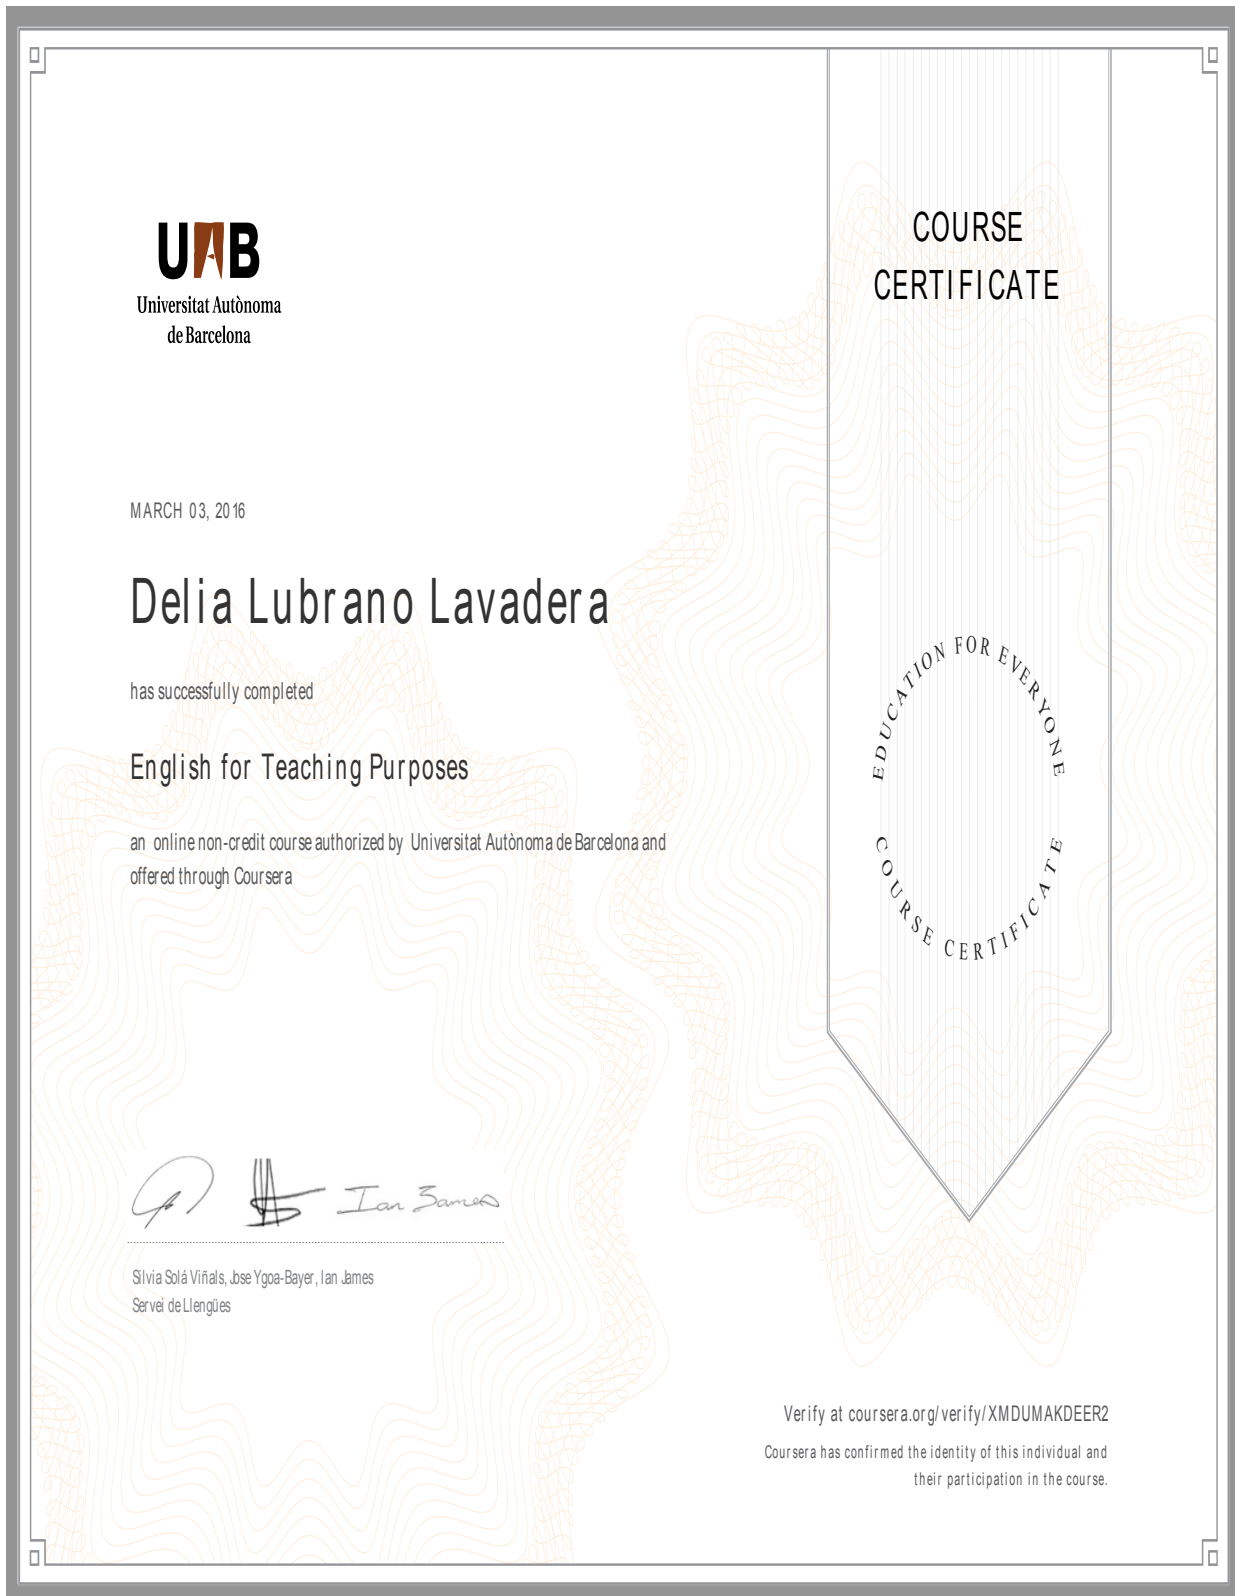 UAB
Universitat Autònoma
de Barcelona
COURSE
CERTIFICATE
MARCH 03, 2016
Delia Lubrano Lavadera
has successfully completed
English for Teaching Purposes
an online non-credit course authorized by Universitat Autònoma de Barcelona and
offered through Coursera
EDUCATION FOR EVERYONE
COURSE CERTIFICATE
Ian James
Silvia Solá Viñals, Jose Ygoa-Bayer, Ian James
Servei de Llengües
Verify at coursera.org/verify/XMDUMAKDEER2
Coursera has confirmed the identity of this individual and
their participation in the course.